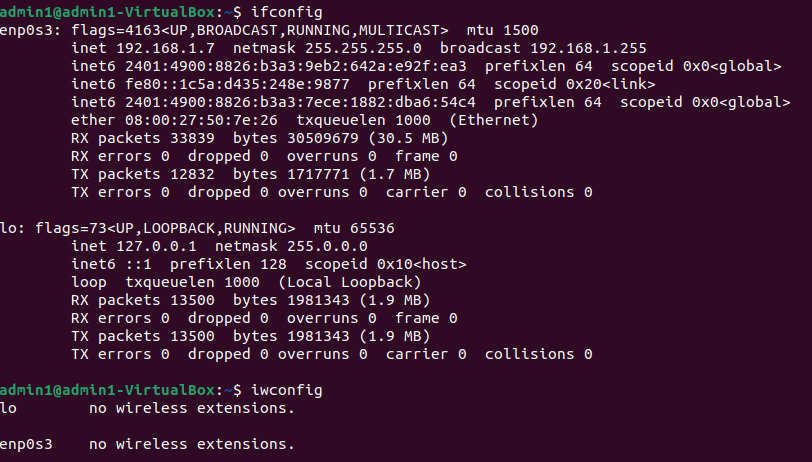 admin1@admin1-VirtualBox:~$ ifconfig
enp0s3: flags=4163<UP,BROADCAST,RUNNING,MULTICAST>  mtu 1500
        inet 192.168.1.7  netmask 255.255.255.0  broadcast 192.168.1.255
        inet6 2401:4900:8826:b3a3:9eb2:642a:e92f:ea3  prefixlen 64  scopeid 0x0<global>
        inet6 fe80::1c5a:d435:248e:9877  prefixlen 64  scopeid 0x20<link>
        inet6 2401:4900:8826:b3a3:7ece:1882:dba6:54c4  prefixlen 64  scopeid 0x0<global>
        ether 08:00:27:50:7e:26  txqueuelen 1000  (Ethernet)
        RX packets 33839  bytes 30509679 (30.5 MB)
        RX errors 0  dropped 0  overruns 0  frame 0
        TX packets 12832  bytes 1717771 (1.7 MB)
        TX errors 0  dropped 0 overruns 0  carrier 0  collisions 0

lo: flags=73<UP,LOOPBACK,RUNNING>  mtu 65536
        inet 127.0.0.1  netmask 255.0.0.0
        inet6 ::1  prefixlen 128  scopeid 0x10<host>
        loop  txqueuelen 1000  (Local Loopback)
        RX packets 13500  bytes 1981343 (1.9 MB)
        RX errors 0  dropped 0  overruns 0  frame 0
        TX packets 13500  bytes 1981343 (1.9 MB)
        TX errors 0  dropped 0 overruns 0  carrier 0  collisions 0

admin1@admin1-VirtualBox:~$ iwconfig
lo        no wireless extensions.

enp0s3    no wireless extensions.